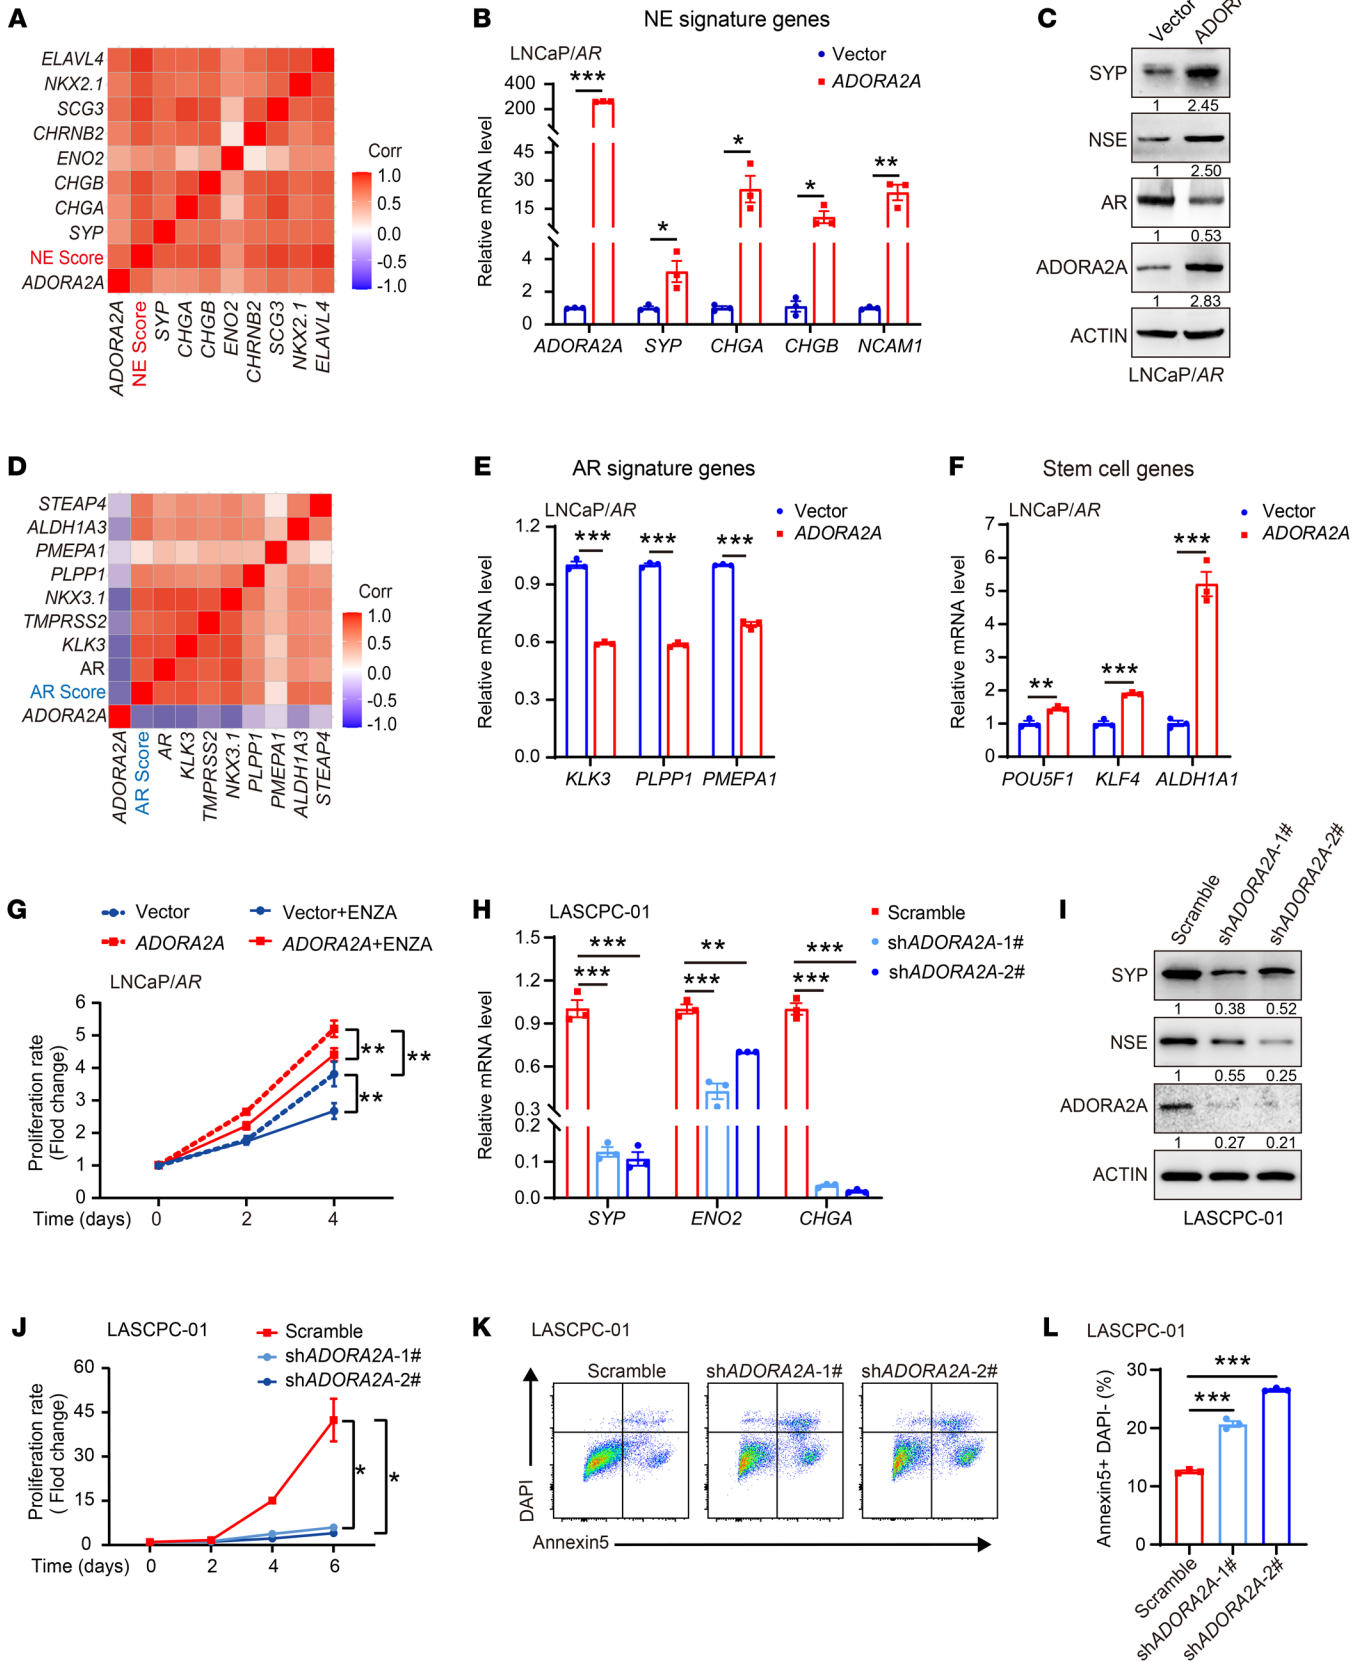 A
ELAVL4
NKX2.1
SCG3
CHRNB2
ENO2
CHGB
CHGA
SYP
NE Score
ADORA2A
ADORA2A
NE Score
SYP
CHGA
CHGB
ENO2
CHRNB2
SCG3
NKX2.1
ELAVL4
Corr
1.0
0.5
0.0
-0.5
-1.0
B
NE signature genes
LNCaP/AR
Vector
ADORA2A
Relative mRNA level
400
200
45
30
15
4
2
0
***
*
*
*
**
ADORA2A SYP CHGA CHGB NCAM1
C
Vector
SYP
1 2.45
NSE
1 2.50
AR
1 0.53
ADORA2A
1 2.83
ACTIN
LNCaP/AR
D
STEAP4
ALDH1A3
PMEPA1
PLPP1
NKX3.1
TMPRSS2
KLK3
AR
AR Score
ADORA2A
ADORA2A
AR Score
AR
KLK3
TMPRSS2
NKX3.1
PLPP1
PMEPA1
ALDH1A3
STEAP4
Corr
1.0
0.5
0.0
-0.5
-1.0
E
AR signature genes
LNCaP/AR
Vector
ADORA2A
Relative mRNA level
1.2
0.9
0.6
0.3
0.0
*** *** ***
KLK3 PLPP1 PMEPA1
F
Stem cell genes
LNCaP/AR
Vector
ADORA2A
Relative mRNA level
7
6
5
4
3
2
1
0
** *** ***
POU5F1 KLF4 ALDH1A1
G
Vector
Vector+ENZA
ADORA2A
ADORA2A+ENZA
LNCaP/AR
Proliferation rate
(Flod change)
6
5
4
3
2
1
0
**
**
**
Time (days) 0 2 4
H
LASCPC-01
Scramble
shADORA2A-1#
shADORA2A-2#
Relative mRNA level
1.5
1.2
0.9
0.6
0.3
0.2
0.1
0.0
*** ** ***
*** *** ***
SYP ENO2 CHGA
I
Scramble
shADORA2A-1#
shADORA2A-2#
SYP
1 0.38 0.52
NSE
1 0.55 0.25
ADORA2A
1 0.27 0.21
ACTIN
LASCPC-01
J
LASCPC-01
Scramble
shADORA2A-1#
shADORA2A-2#
Proliferation rate
( Flod change)
60
45
30
15
0
*
*
Time (days) 0 2 4 6
K
LASCPC-01
Scramble shADORA2A-1# shADORA2A-2#
DAPI
Annexin5
L
LASCPC-01
Annexin5+ DAPI- (%)
30
20
10
0
***
***
Scramble
shADORA2A-1#
shADORA2A-2#